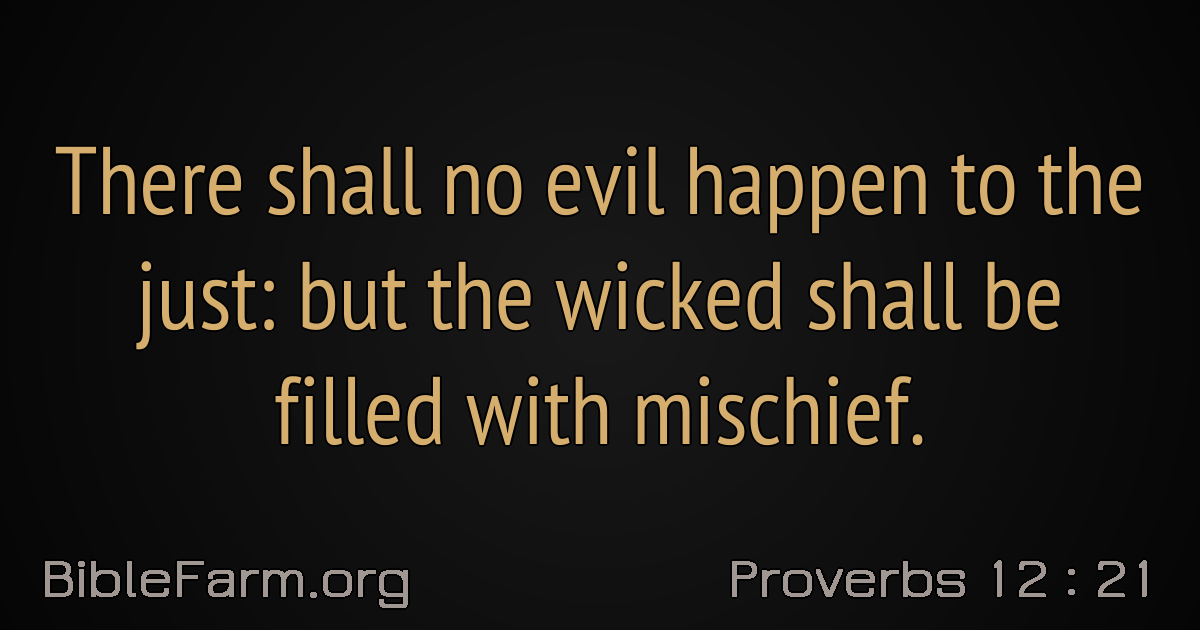 There shall no evil happen to the
just: but the wicked shall be
filled with mischief.
BibleFarm.org
Proverbs 12 : 21